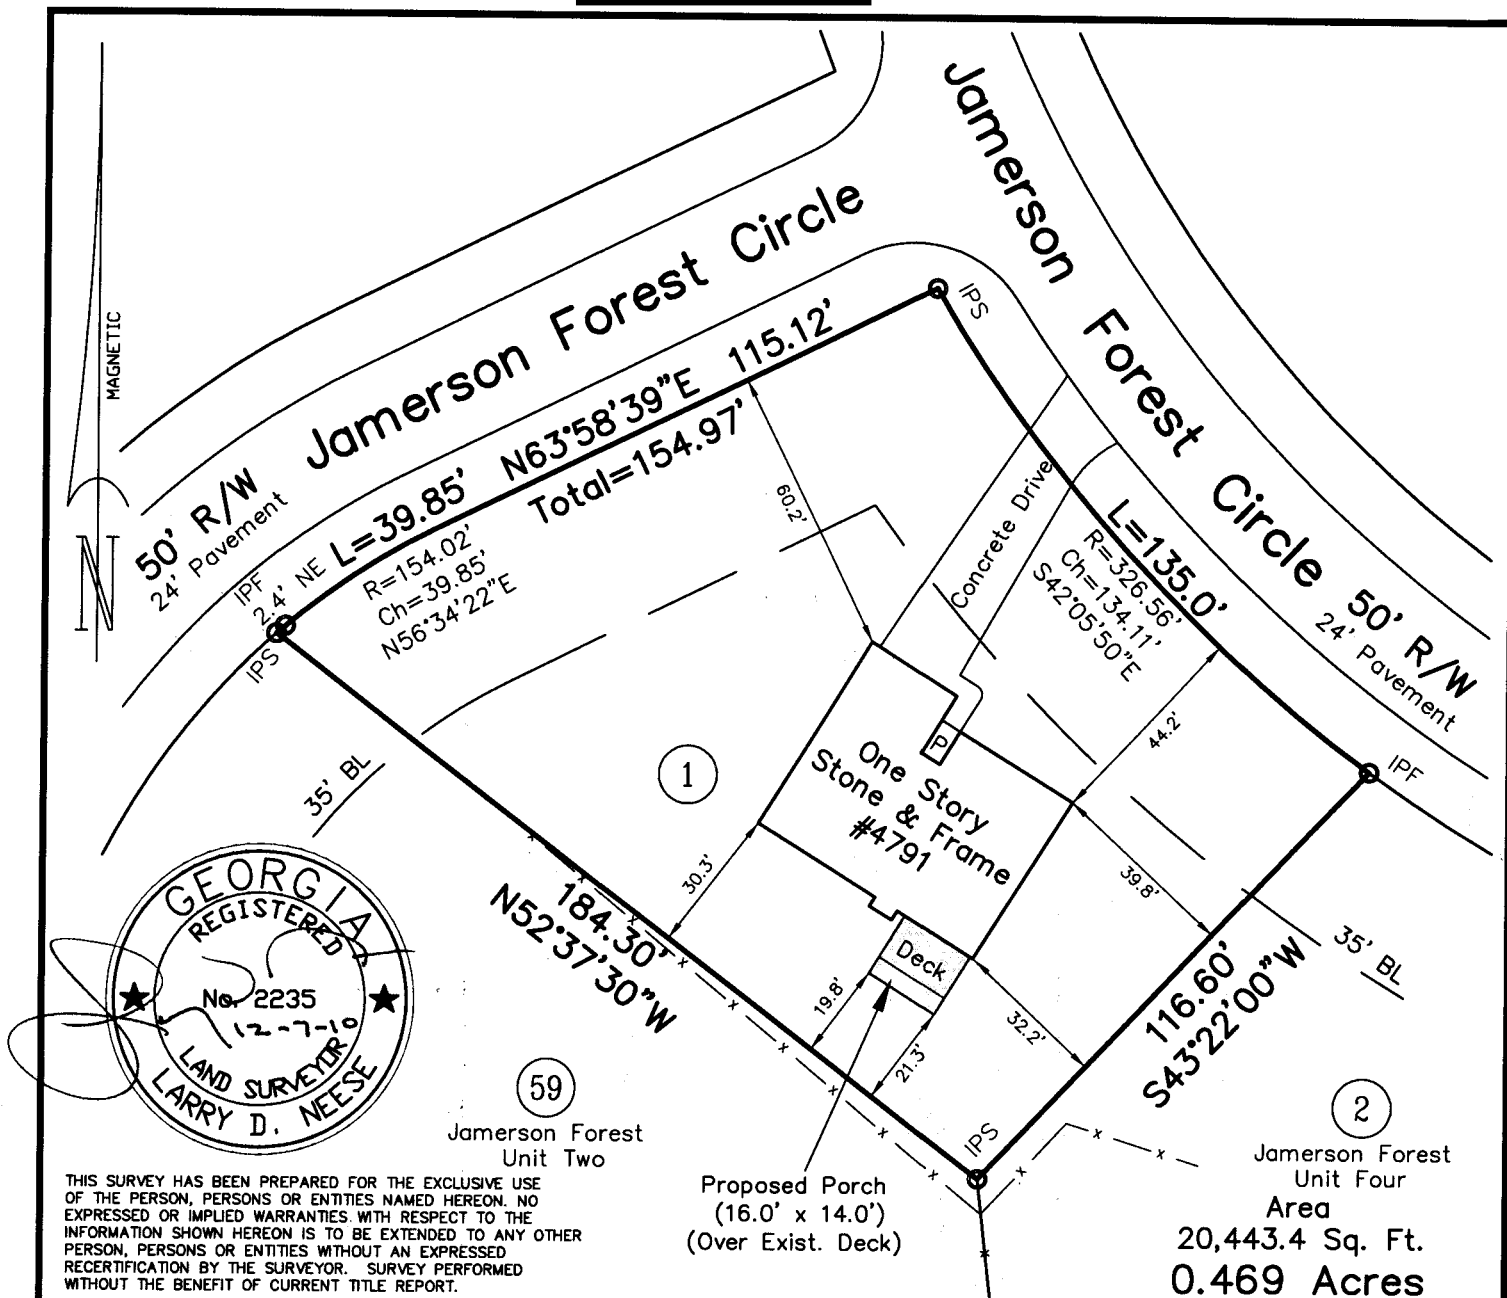 Jamerson Forest Circle
Jamerson Forest Circle 50' R/W
24' Pavement
MAGNETIC
N
50' R/W
24' Pavement
IPS
L=39.85' N63°58'39"E 115.12'
Total=154.97'
IPF
2.4' NE
IPS
R=154.02'
Ch=39.85'
N56°34'22"E
60.2'
Concrete Drive
L=135.0'
R=326.56'
Ch=134.11'
S42°05'50"E
44.2'
IPF
35' BL
1
P
One Story
Stone & Frame
#4791
30.3'
39.8'
184.30'
N52°37'30"W
Deck
19.8'
21.3'
32.2'
116.60'
S43°22'00"W
35' BL
GEORGIA
REGISTERED
No. 2235
12-7-10
LAND SURVEYOR
LARRY D. NEESE
59
Jamerson Forest
Unit Two
IPS
2
Jamerson Forest
Unit Four
Proposed Porch
(16.0' x 14.0')
(Over Exist. Deck)
Area
20,443.4 Sq. Ft.
0.469 Acres
THIS SURVEY HAS BEEN PREPARED FOR THE EXCLUSIVE USE
OF THE PERSON, PERSONS OR ENTITIES NAMED HEREON. NO
EXPRESSED OR IMPLIED WARRANTIES WITH RESPECT TO THE
INFORMATION SHOWN HEREON IS TO BE EXTENDED TO ANY OTHER
PERSON, PERSONS OR ENTITIES WITHOUT AN EXPRESSED
RECERTIFICATION BY THE SURVEYOR. SURVEY PERFORMED
WITHOUT THE BENEFIT OF CURRENT TITLE REPORT.